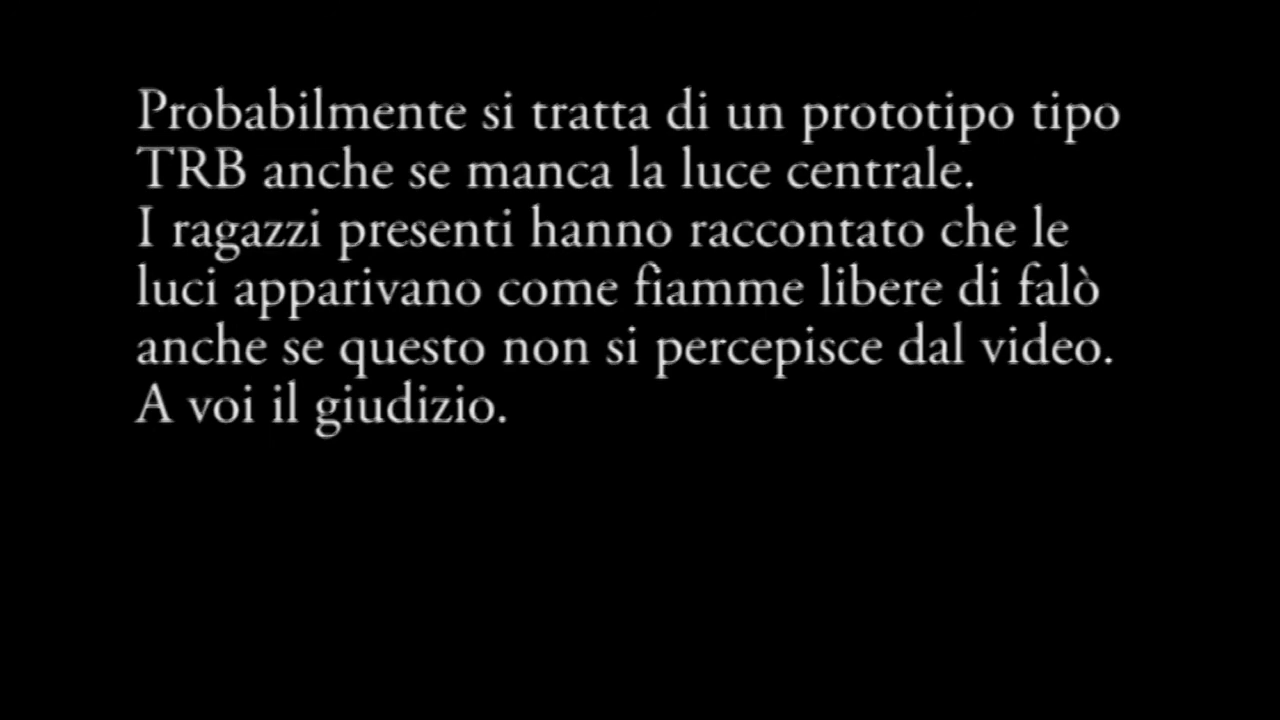 Probabilmente si tratta di un prototipo tipo
TRB anche se manca la luce centrale.
I ragazzi presenti hanno raccontato che le
luci apparivano come fiamme libere di falò
anche se questo non si percepisce dal video.
A voi il giudizio.